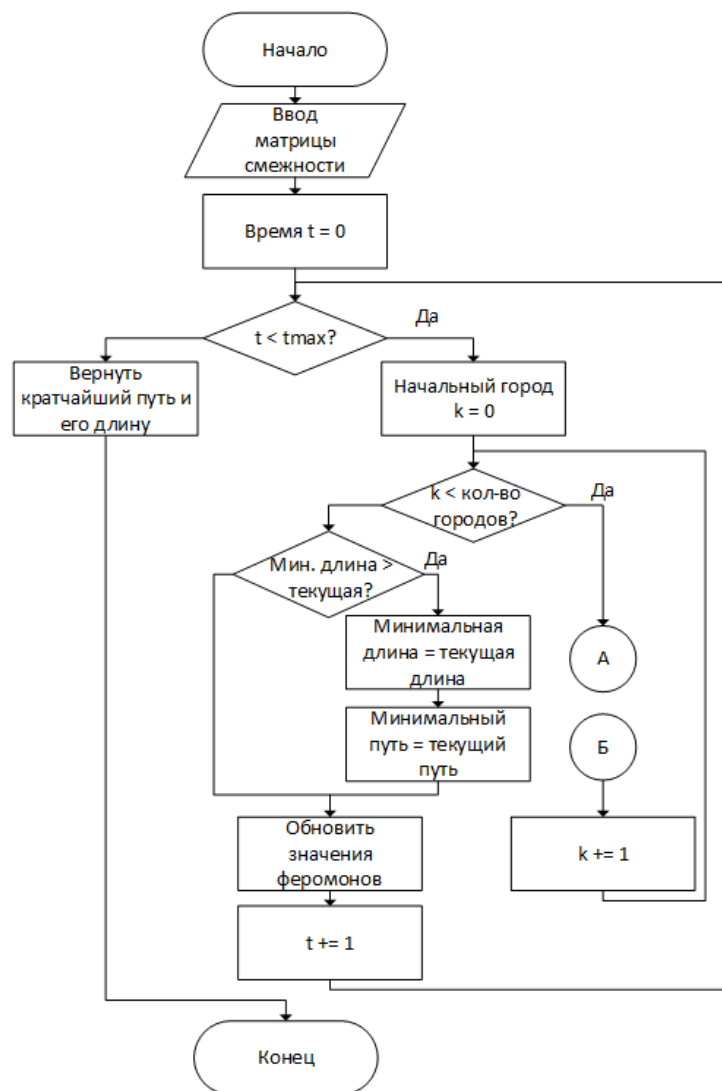 Начало
Ввод
матрицы
смежности
Время t = 0
t < tmax?
Да
Вернуть
кратчайший путь и
его длину
Начальный город
k = 0
k < кол-во
городов?
Да
Мин. длина >
текущая?
Да
Минимальная
длина = текущая
длина
А
Минимальный
путь = текущий
путь
Б
Обновить
значения
феромонов
k += 1
t += 1
Конец